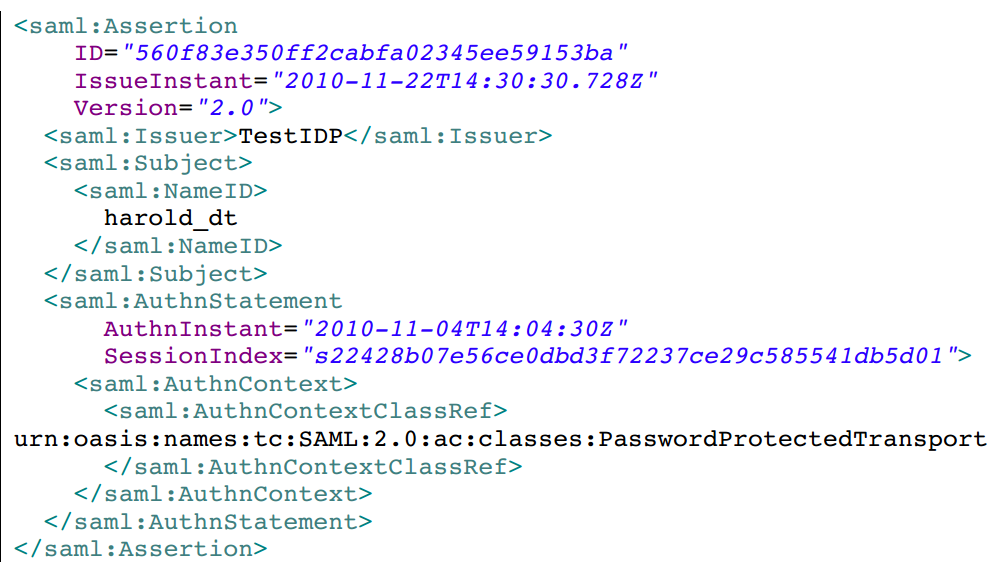 <saml:Assertion
ID="560f83e350ff2cabfa02345ee59153ba"
IssueInstant="2010-11-22T14:30:30.728Z"
Version="2.0">
<saml:Issuer>TestIDP</saml:Issuer>
<saml:Subject>
<saml:NameID>
harold_dt
</saml:NameID>
</saml:Subject>
<saml:AuthnStatement
AuthnInstant="2010-11-04T14:04:30Z"
SessionIndex="s22428b07e56ce0dbd3f72237ce29c585541db5d01">
<saml:AuthnContext>
<saml:AuthnContextClassRef>
urn:oasis:names:tc:SAML:2.0:ac:classes:PasswordProtectedTransport
</saml:AuthnContextClassRef>
</saml:AuthnContext>
</saml:AuthnStatement>
</saml:Assertion>